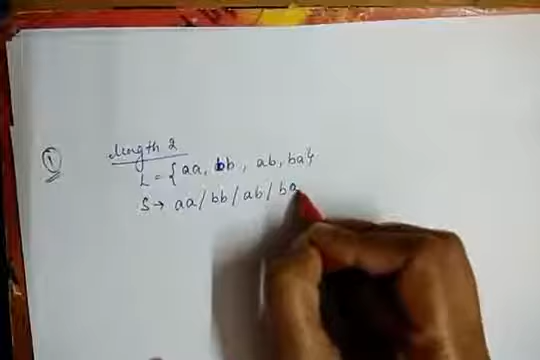 ① length 2
L = {aa, bb, ab, ba}
S → aa/ bb/ ab/ ba